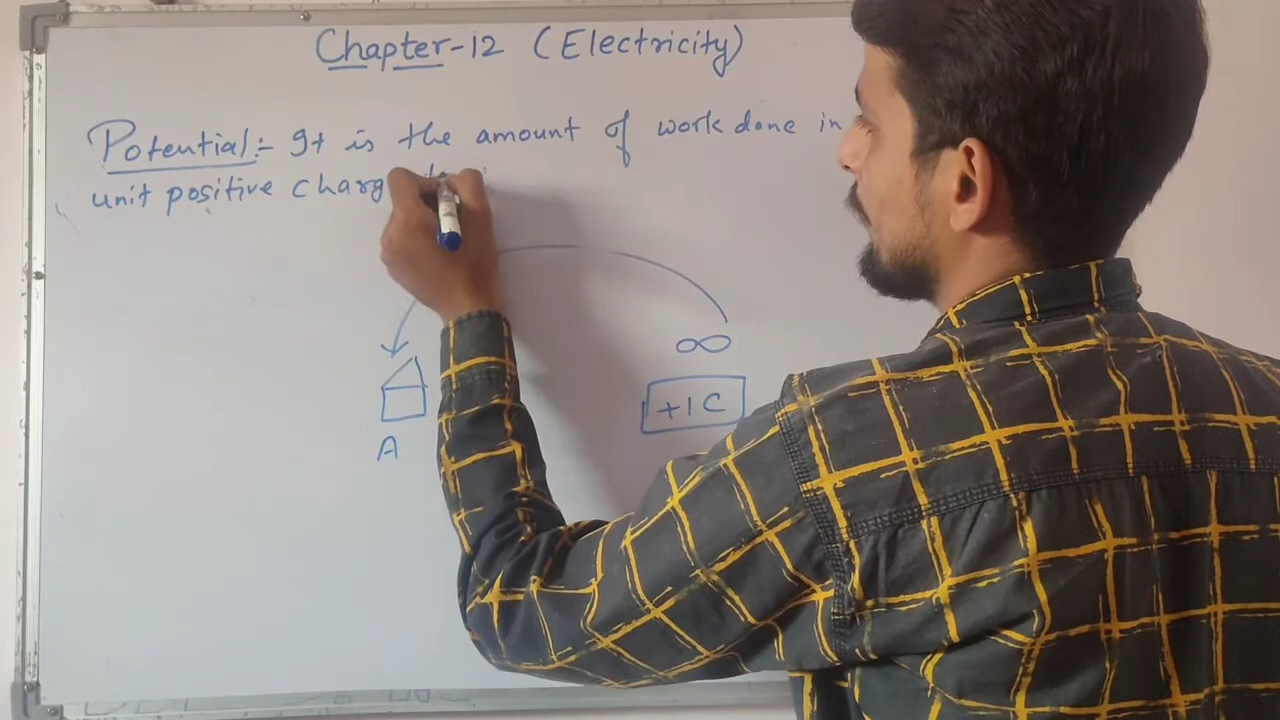 Chapter-12 (Electricity)
Potential:- It is the amount of work done in
unit positive charg
∞
+1C
A